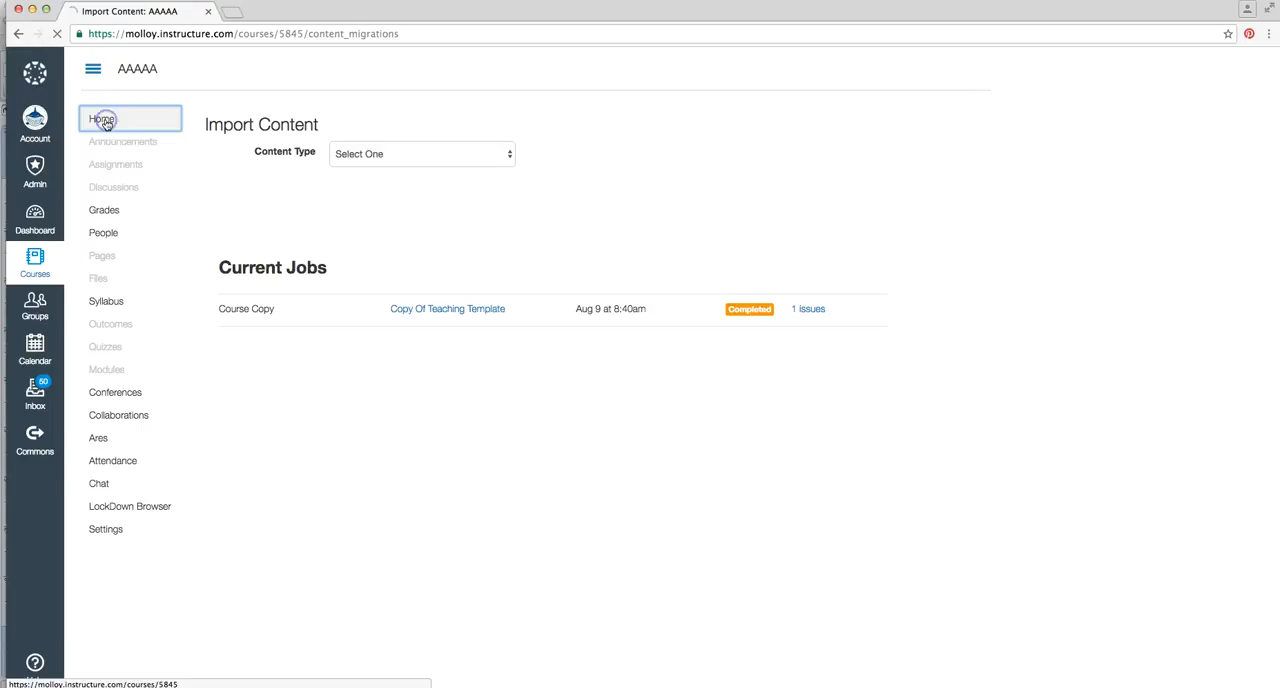 Import Content: AAAAA
https://molloy.instructure.com/courses/5845/content_migrations
AAAAA
Account
Admin
Dashboard
Courses
Groups
Calendar
50
Inbox
Commons
Home
Announcements
Assignments
Discussions
Grades
People
Pages
Files
Syllabus
Outcomes
Quizzes
Modules
Conferences
Collaborations
Ares
Attendance
Chat
LockDown Browser
Settings
Import Content
Content Type Select One
Current Jobs
Course Copy Copy Of Teaching Template Aug 9 at 8:40am Completed 1 issues
https://molloy.instructure.com/courses/5845